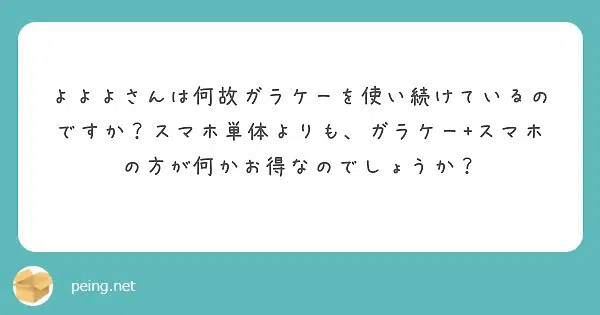 よよよさんは何故ガラケーを使い続けているの
ですか？スマホ単体よりも、ガラケー+スマホ
の方が何かお得なのでしょうか？
peing.net